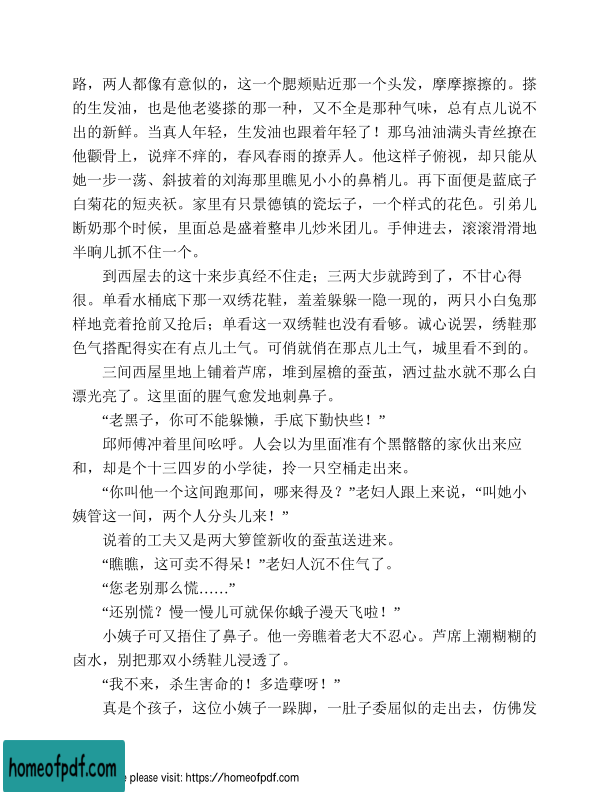 路，两人都像有意似的，这一个腮颊贴近那一个头发，摩摩擦擦的。搽
的生发油，也是他老婆搽的那一种，又不全是那种气味，总有点儿说不
出的新鲜。当真人年轻，生发油也跟着年轻了！那乌油油满头青丝撩在
他颧骨上，说痒不痒的，春风春雨的撩弄人。他这样子俯视，却只能从
她一步一荡、斜披着的刘海那里瞧见小小的鼻梢儿。再下面便是蓝底子
白菊花的短夹袄。家里有只景德镇的瓷坛子，一个样式的花色。引弟儿
断奶那个时候，里面总是盛着整串儿炒米团儿。手伸进去，滚滚滑滑地
半晌儿抓不住一个。
到西屋去的这十来步真经不住走；三两大步就跨到了，不甘心得
很。单看水桶底下那一双绣花鞋，羞羞躲躲一隐一现的，两只小白兔那
样地竞着抢前又抢后；单看这一双绣鞋也没有看够。诚心说罢，绣鞋那
色气搭配得实在有点儿土气。可俏就俏在那点儿土气，城里看不到的。
三间西屋里地上铺着芦席，堆到屋檐的蚕茧，洒过盐水就不那么白
漂光亮了。这里面的腥气愈发地刺鼻子。
“老黑子，你可不能躲懒，手底下勤快些！”
邱师傅冲着里间吆呼。人会以为里面准有个黑髂髂的家伙出来应
和，却是个十三四岁的小学徒，拎一只空桶走出来。
“你叫他一个这间跑那间，哪来得及？”老妇人跟上来说，“叫她小
姨管这一间，两个人分头儿来！”
说着的工夫又是两大箩筐新收的蚕茧送进来。
“瞧瞧，这可卖不得呆！”老妇人沉不住气了。
“您老别那么慌……”
“还别慌？慢一慢儿可就保你蛾子漫天飞啦！”
小姨子可又捂住了鼻子。他一旁瞧着老大不忍心。芦席上潮糊糊的
卤水，别把那双小绣鞋儿浸透了。
“我不来，杀生害命的！多造孽呀！”
真是个孩子，这位小姨子一跺脚，一肚子委屈似的走出去，仿佛发
homeofpdf.com
e please visit: https://homeofpdf.com